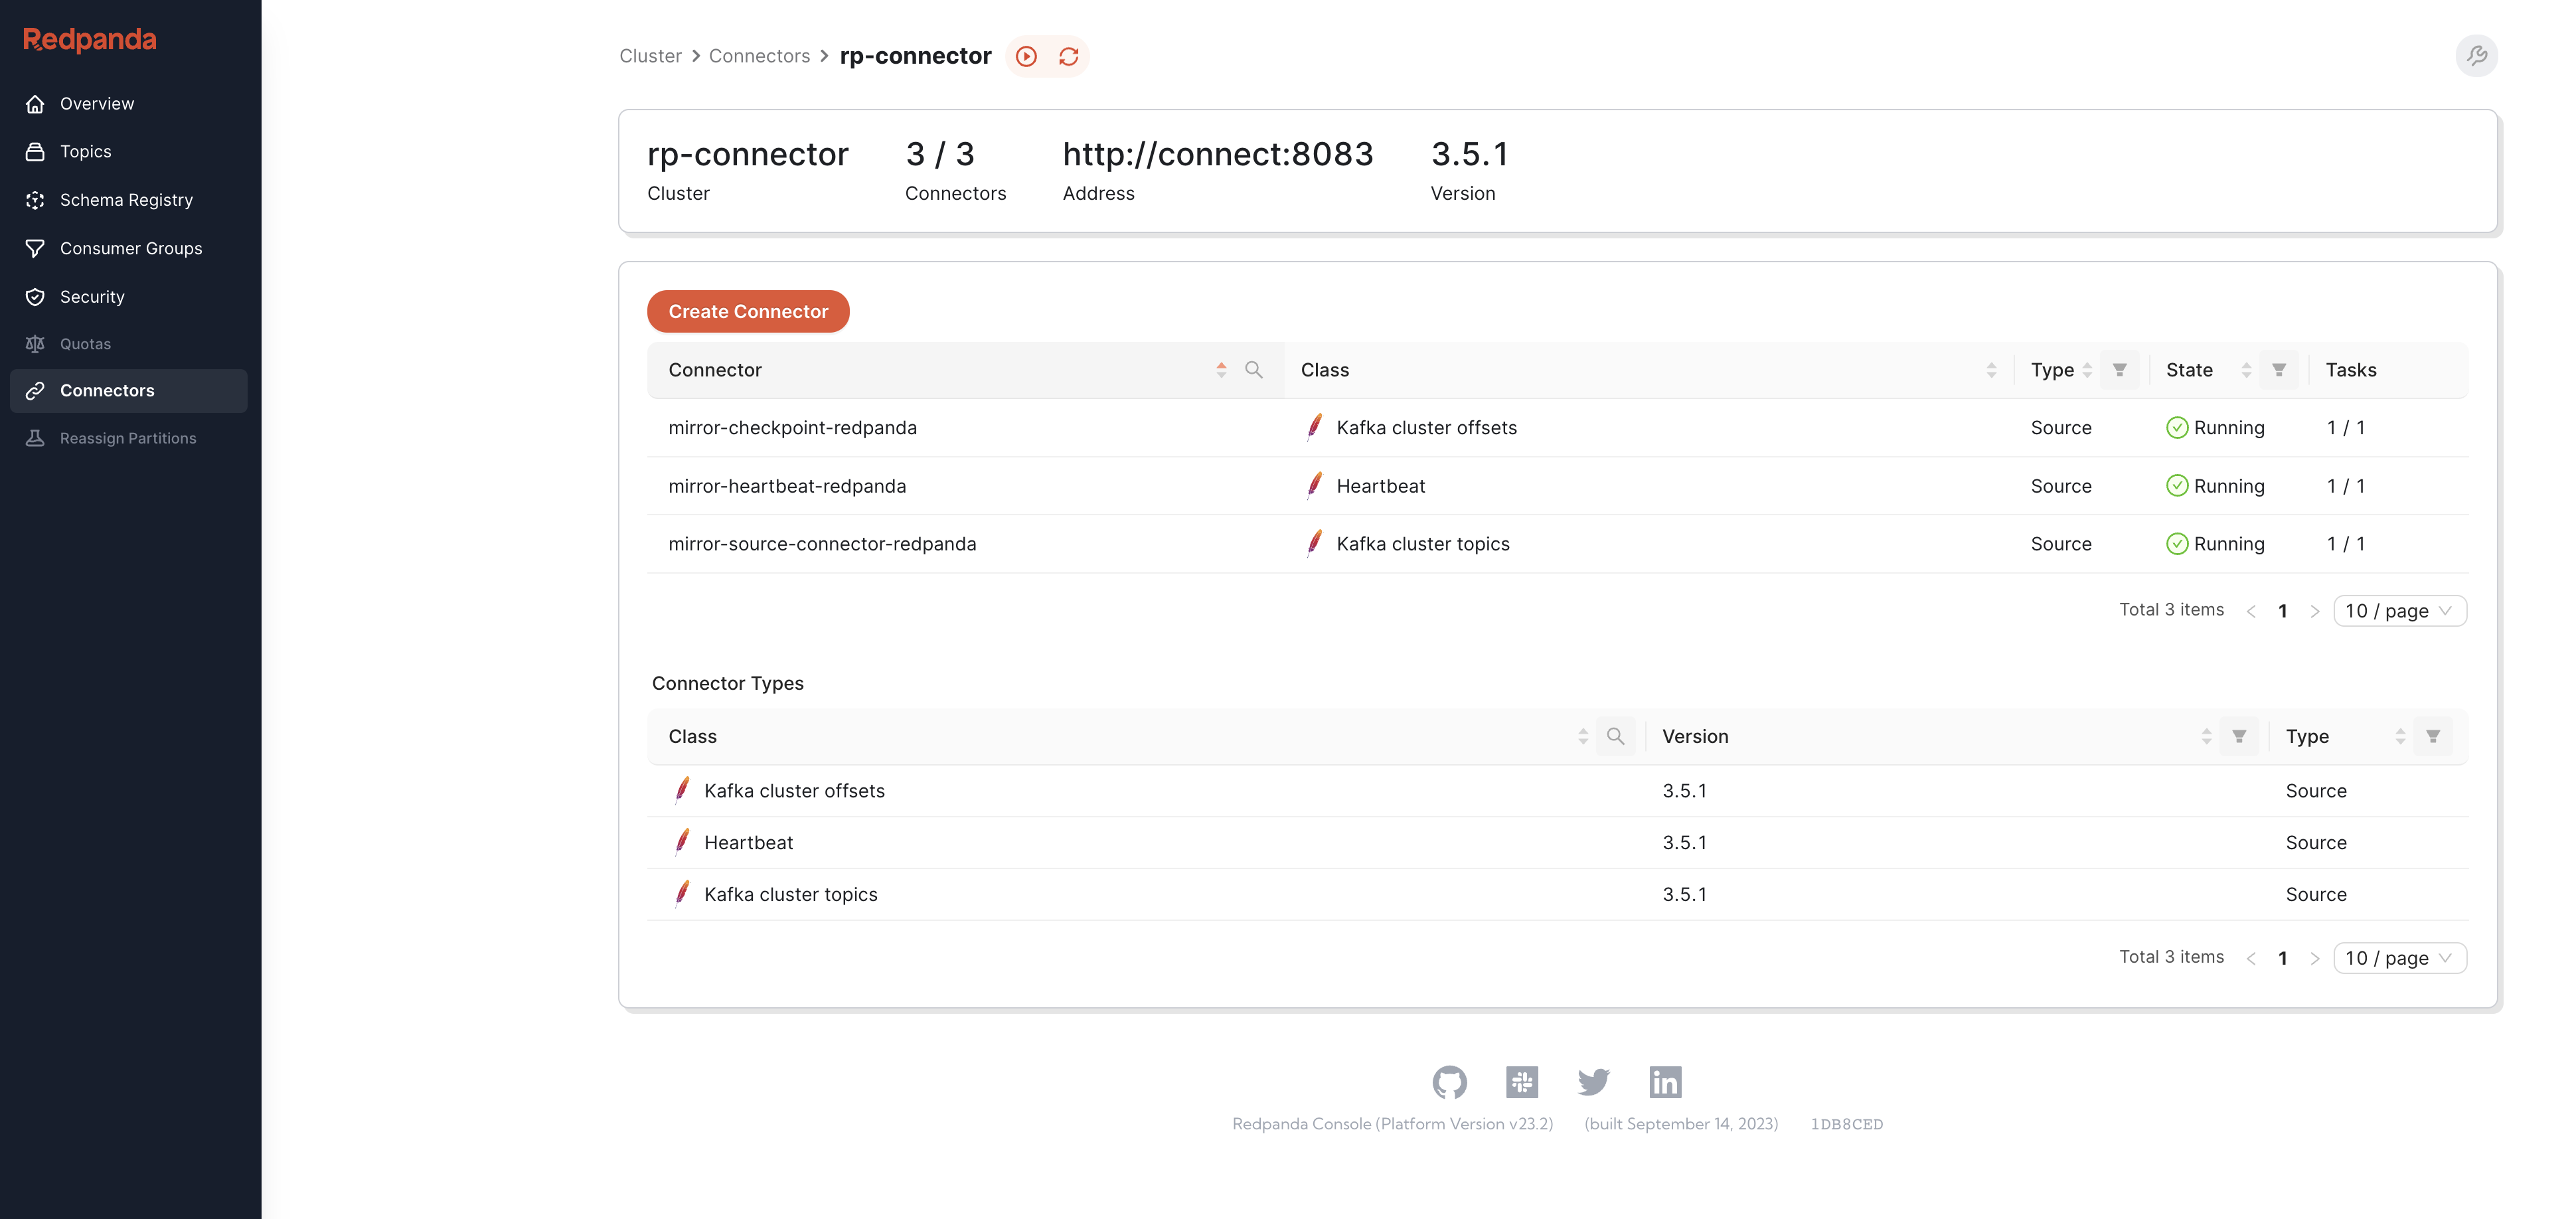 Redpanda
Overview
Topics
Schema Registry
Consumer Groups
Security
Quotas
Connectors
Reassign Partitions
Cluster > Connectors > rp-connector
rp-connector 3 / 3 http://connect:8083 3.5.1
Cluster Connectors Address Version
Create Connector
Connector Class Type State Tasks
mirror-checkpoint-redpanda Kafka cluster offsets Source Running 1 / 1
mirror-heartbeat-redpanda Heartbeat Source Running 1 / 1
mirror-source-connector-redpanda Kafka cluster topics Source Running 1 / 1
Total 3 items < 1 > 10 / page
Connector Types
Class Version Type
Kafka cluster offsets 3.5.1 Source
Heartbeat 3.5.1 Source
Kafka cluster topics 3.5.1 Source
Total 3 items < 1 > 10 / page
in
Redpanda Console (Platform Version v23.2) (built September 14, 2023) 1DB8CED